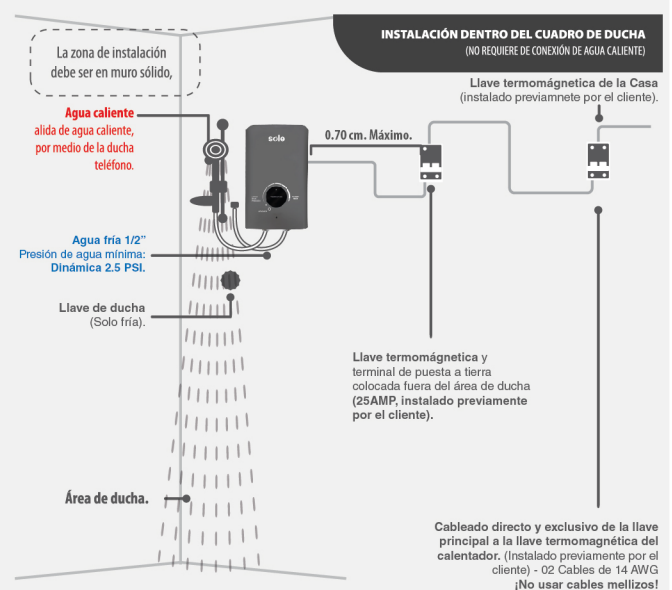 La zona de instalación
debe ser en muro sólido,
INSTALACIÓN DENTRO DEL CUADRO DE DUCHA
(NO REQUIERE DE CONEXIÓN DE AGUA CALIENTE)
Llave termomágnetica de la Casa
(instalado previamnete por el cliente).
Agua caliente
alida de agua caliente,
por medio de la ducha
teléfono.
sole
0.70 cm. Máximo.
Agua fría 1/2”
Presión de agua mínima:
Dinámica 2.5 PSI.
Llave de ducha
(Solo fría).
Llave termomágnetica y
terminal de puesta a tierra
colocada fuera del área de ducha
(25AMP, instalado previamente
por el cliente).
Área de ducha.
Cableado directo y exclusivo de la llave
principal a la llave termomagnética del
calentador. (Instalado previamente por el
cliente) - 02 Cables de 14 AWG
¡No usar cables mellizos!